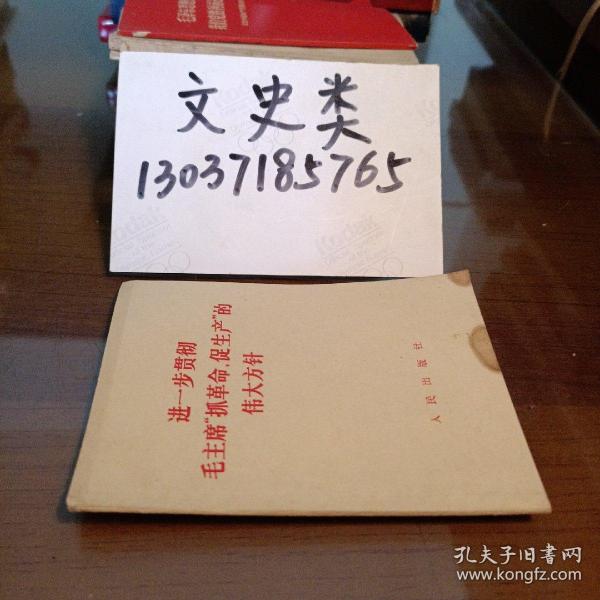 文史类
13037185765
进一步贯彻
毛主席“抓革命、促生产”的
伟大方针
人民出版社
孔夫子旧书网
www.kongfz.com